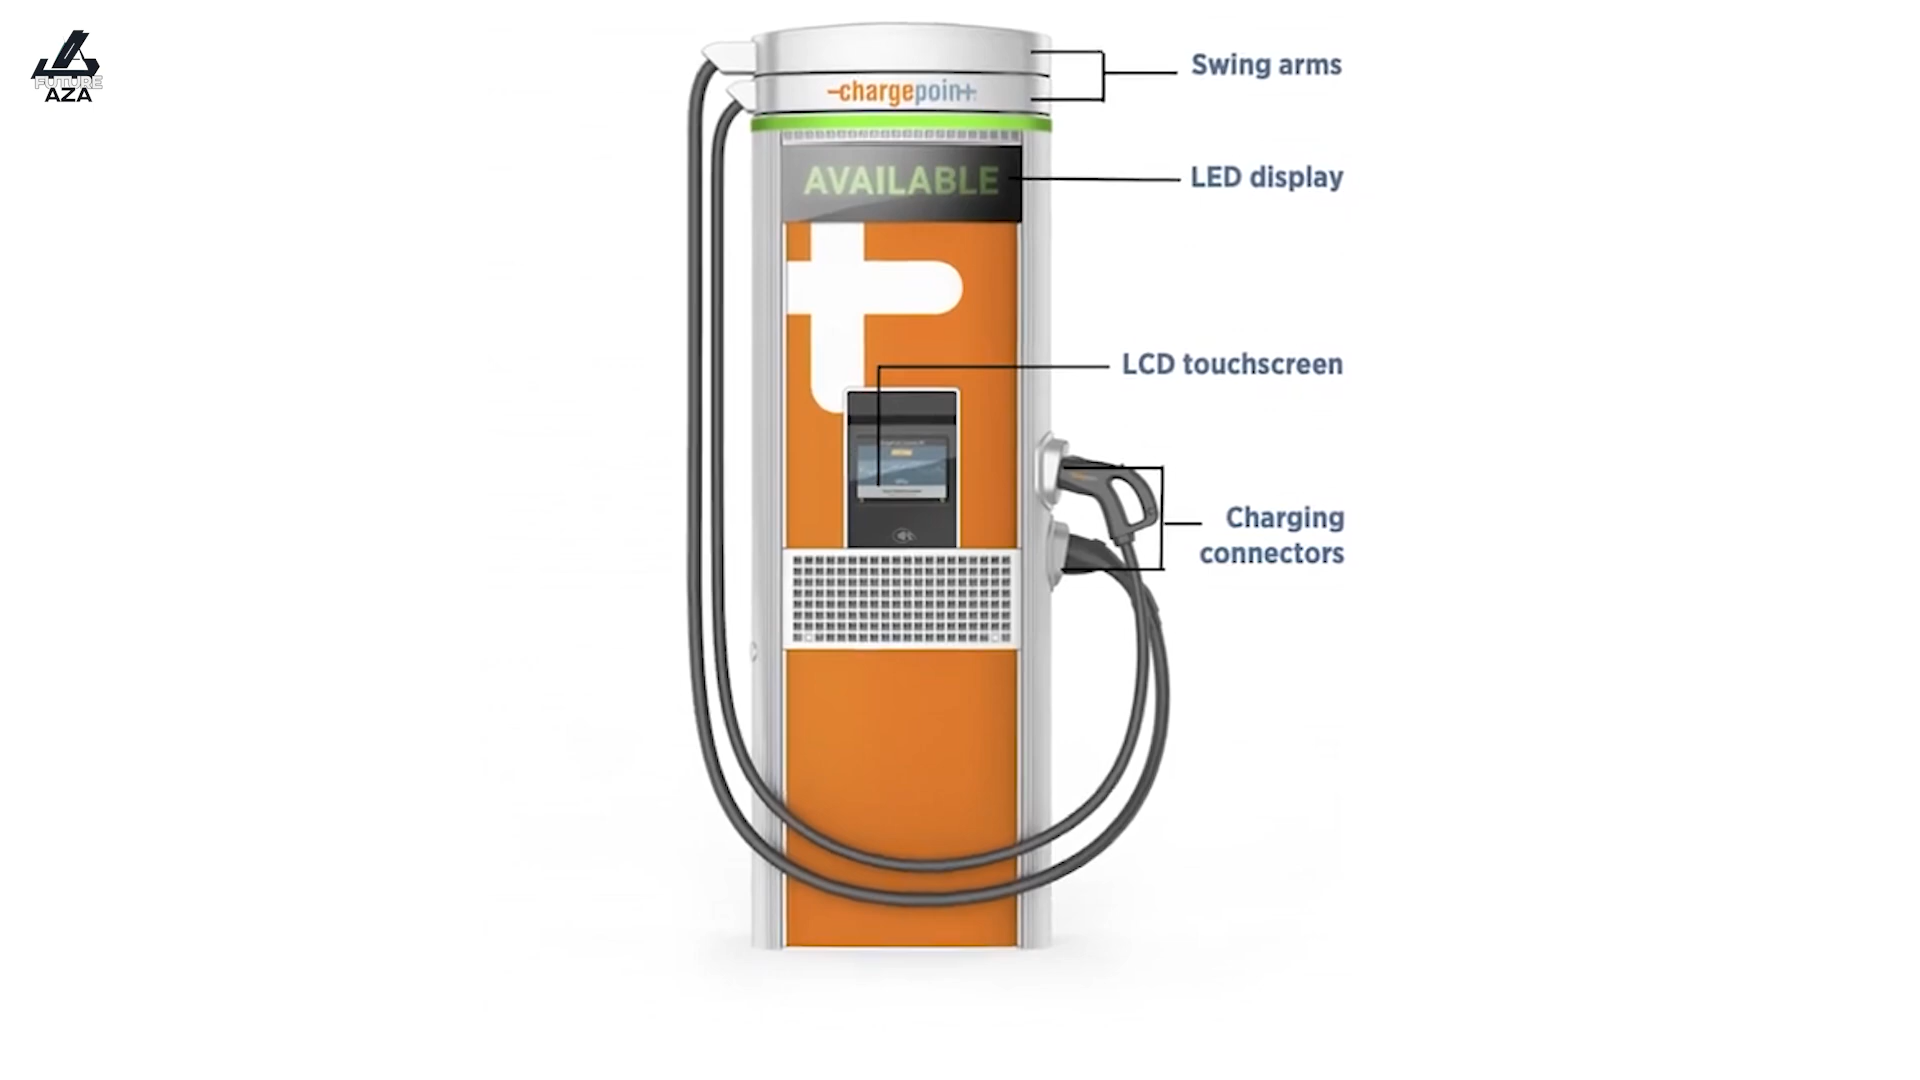 FUTURE
AZA
Swing arms
chargepoint
AVAILABLE
LED display
LCD touchscreen
Charging
connectors